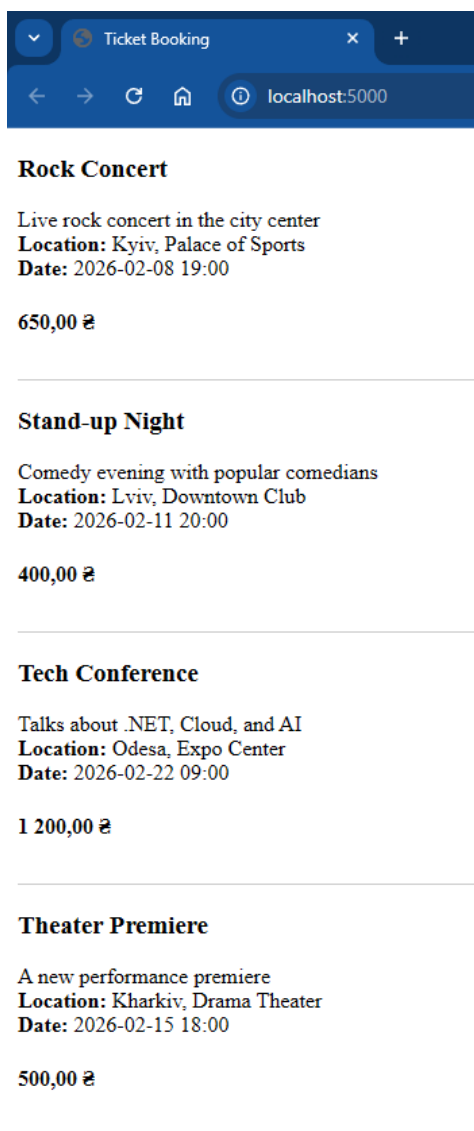 Ticket Booking
localhost:5000
Rock Concert
Live rock concert in the city center
Location: Kyiv, Palace of Sports
Date: 2026-02-08 19:00
650,00 ₴
Stand-up Night
Comedy evening with popular comedians
Location: Lviv, Downtown Club
Date: 2026-02-11 20:00
400,00 ₴
Tech Conference
Talks about .NET, Cloud, and AI
Location: Odesa, Expo Center
Date: 2026-02-22 09:00
1 200,00 ₴
Theater Premiere
A new performance premiere
Location: Kharkiv, Drama Theater
Date: 2026-02-15 18:00
500,00 ₴